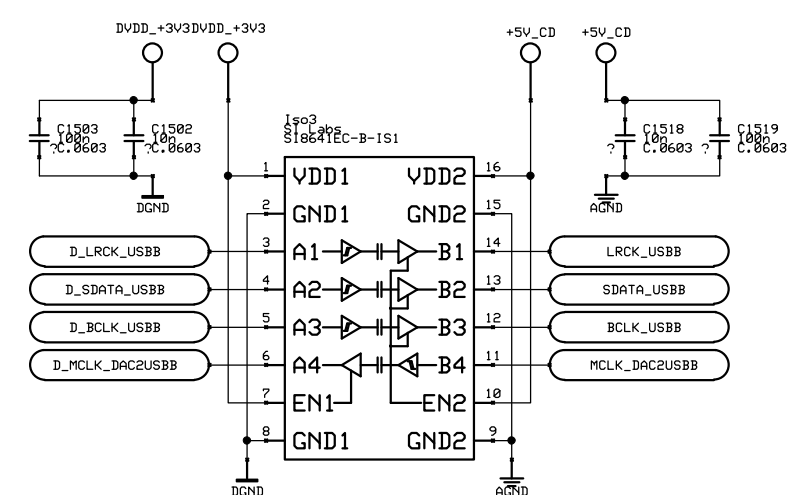 DVDD_+3V3 DVDD_+3V3 +5V_CD +5V_CD
C1503 C1502 C1518 C1519
100n 10n 10n 100n
?C.0603 ?C.0603 ? C.0603 ? C.0603
Iso3
SI Labs
SI8641EC-B-IS1
DGND AGND
1 VDD1 VDD2 16
2 GND1 GND2 15
D_LRCK_USBB 3 A1 B1 14 LRCK_USBB
D_SDATA_USBB 4 A2 B2 13 SDATA_USBB
D_BCLK_USBB 5 A3 B3 12 BCLK_USBB
D_MCLK_DAC2USBB 6 A4 B4 11 MCLK_DAC2USBB
7 EN1 EN2 10
8 GND1 GND2 9
DGND AGND